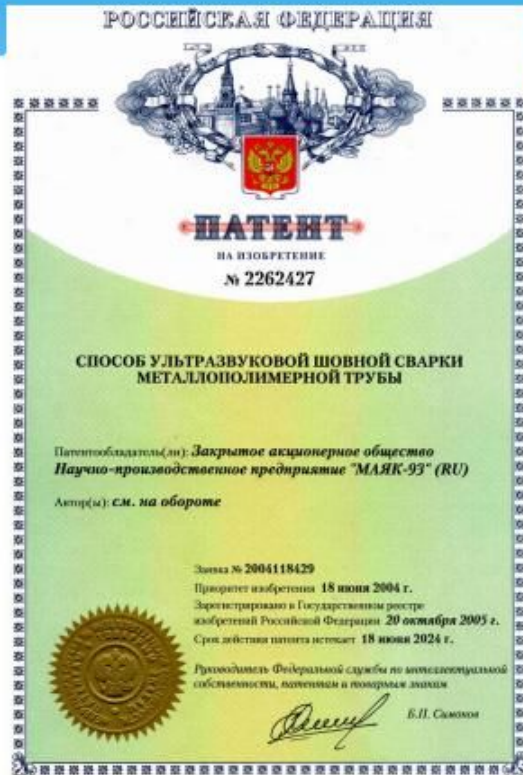 РОССИЙСКАЯ ФЕДЕРАЦИЯ
ПАТЕНТ
НА ИЗОБРЕТЕНИЕ
№ 2262427
СПОСОБ УЛЬТРАЗВУКОВОЙ ШОВНОЙ СВАРКИ
МЕТАЛЛОПОЛИМЕРНОЙ ТРУБЫ
Патентообладатель(ли): Закрытое акционерное общество
Научно-производственное предприятие "МАЯК-93" (RU)
Автор(ы): см. на обороте
Заявка № 2004118429
Приоритет изобретения 18 июня 2004 г.
Зарегистрировано в Государственном реестре
изобретений Российской Федерации 20 октября 2005 г.
Срок действия патента истекает 18 июня 2024 г.
Руководитель Федеральной службы по интеллектуальной
собственности, патентам и товарным знакам
Б.П. Симонов